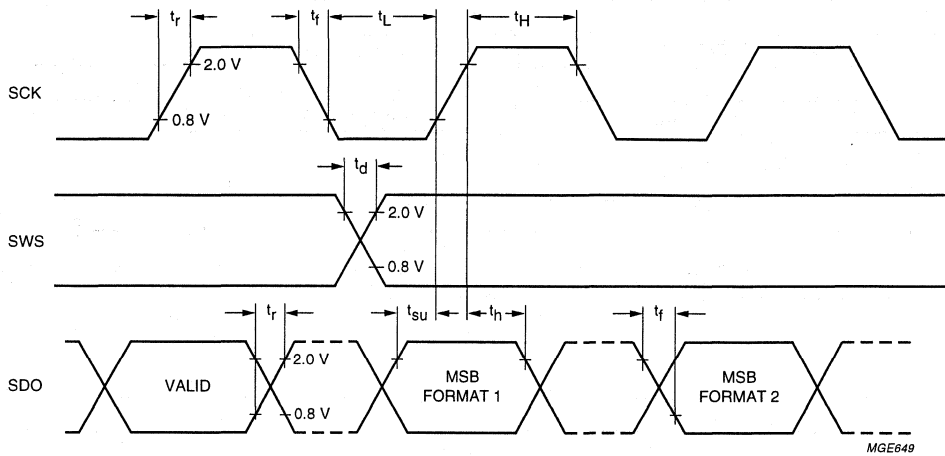 tr tf tL tH
SCK
2.0 V
0.8 V
td
SWS
2.0 V
0.8 V
tr tsu th tf
SDO
VALID
2.0 V
0.8 V
MSB
FORMAT 1
MSB
FORMAT 2
MGE649